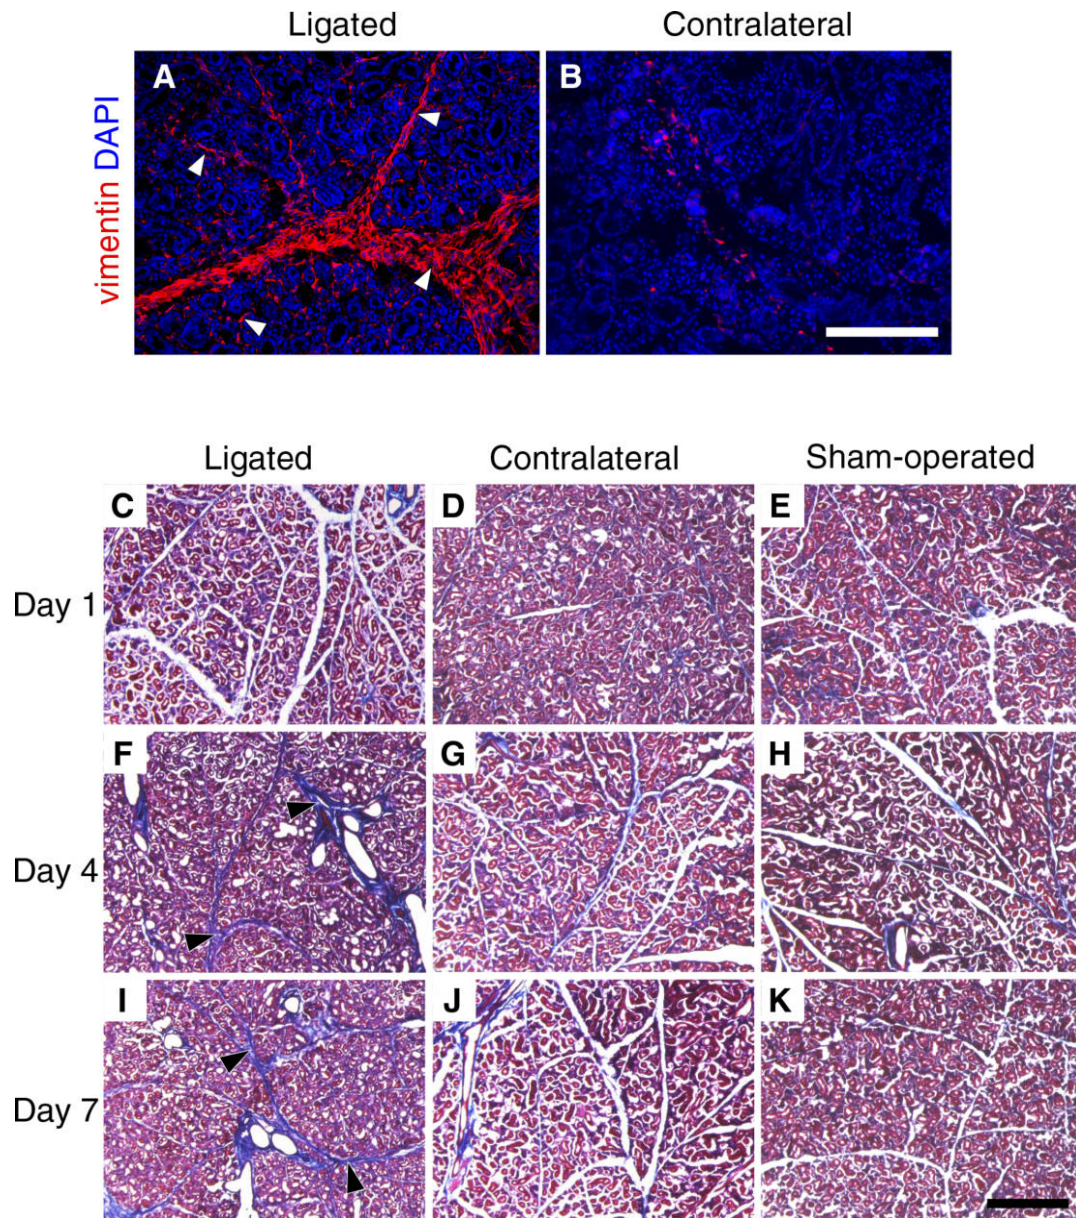 Ligated Contralateral
A B
vimentin DAPI
Ligated Contralateral Sham-operated
C D E
Day 1
F G H
Day 4
I J K
Day 7